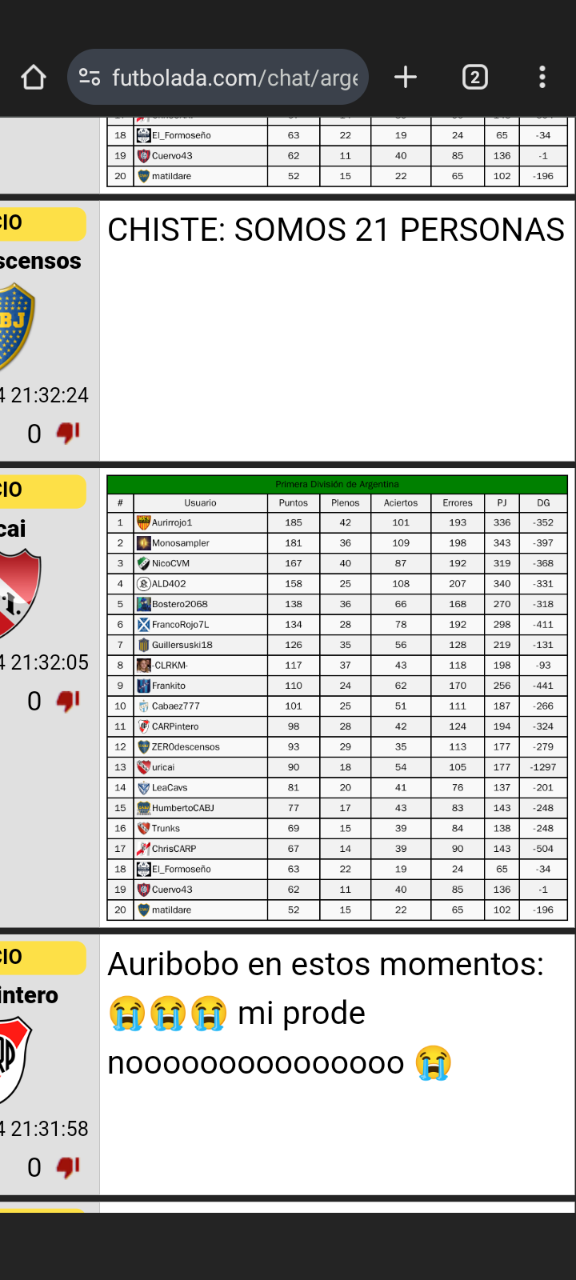 futbolada.com/chat/arge
2
18 El_Formoseño 63 22 19 24 65 -34
19 Cuervo43 62 11 40 85 136 -1
20 matildare 52 15 22 65 102 -196
CIO
scensos
4 21:32:24
0
CHISTE: SOMOS 21 PERSONAS
CIO
cai
4 21:32:05
0
Primera División de Argentina
# Usuario Puntos Plenos Aciertos Errores PJ DG
1 Aurirrojo1 185 42 101 193 336 -352
2 Monosampler 181 36 109 198 343 -397
3 NicoCVM 167 40 87 192 319 -368
4 ALD402 158 25 108 207 340 -331
5 Bostero2068 138 36 66 168 270 -318
6 FrancoRojo7L 134 28 78 192 298 -411
7 Guillersuski18 126 35 56 128 219 -131
8 -CLRKM- 117 37 43 118 198 -93
9 Frankito 110 24 62 170 256 -441
10 Cabaez777 101 25 51 111 187 -266
11 CARPintero 98 28 42 124 194 -324
12 ZER0descensos 93 29 35 113 177 -279
13 uricai 90 18 54 105 177 -1297
14 LeaCavs 81 20 41 76 137 -201
15 HumbertoCABJ 77 17 43 83 143 -248
16 Trunks 69 15 39 84 138 -248
17 ChrisCARP 67 14 39 90 143 -504
18 El_Formoseño 63 22 19 24 65 -34
19 Cuervo43 62 11 40 85 136 -1
20 matildare 52 15 22 65 102 -196
CIO
intero
4 21:31:58
0
Auribobo en estos momentos:
😭😭😭 mi prode
nooooooooooooooo 😭